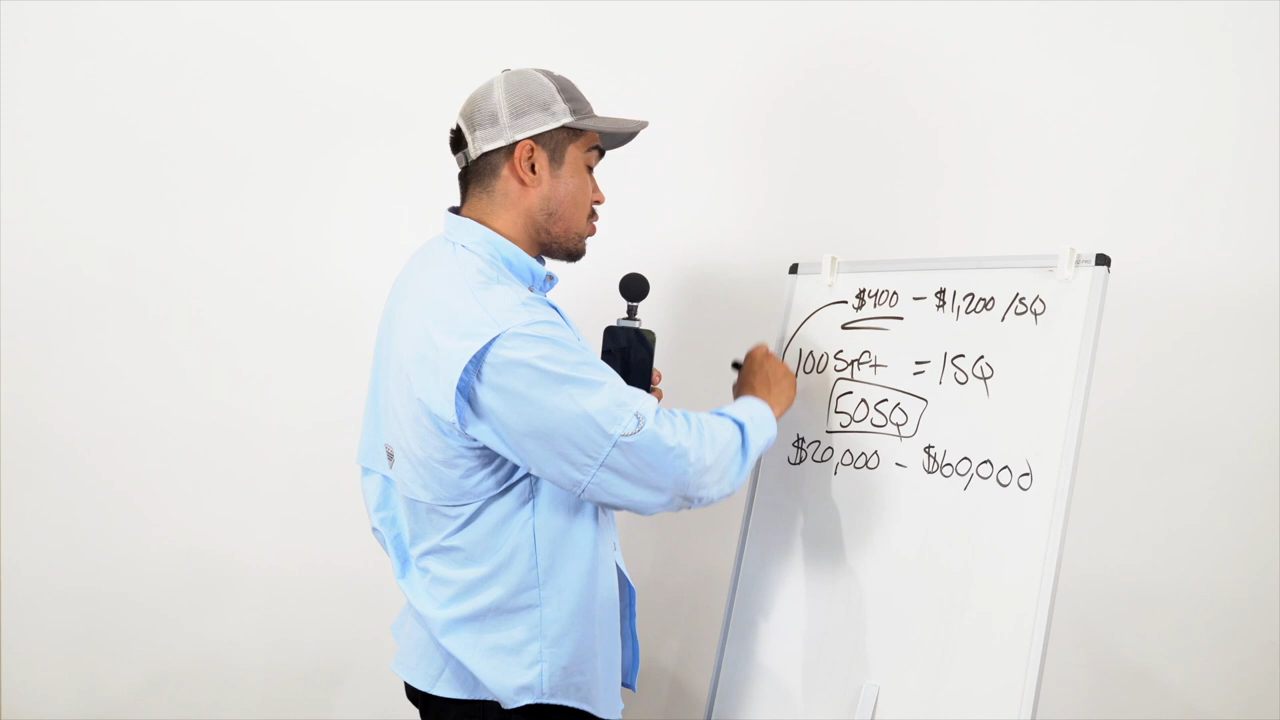 $400 - $1,200 /SQ
100 Sqft = 1SQ
50SQ
$20,000 - $60,000